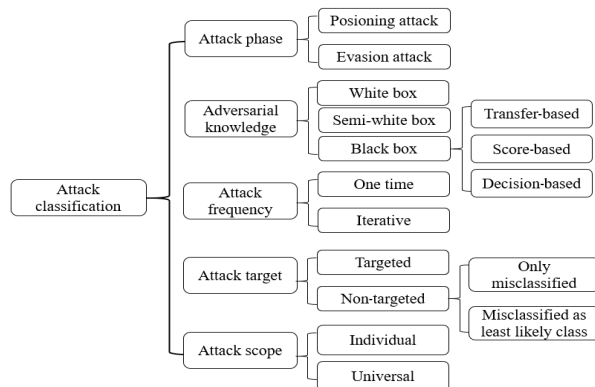 Attack
classification
Attack phase
Posioning attack
Evasion attack
Adversarial
knowledge
White box
Semi-white box
Black box
Transfer-based
Score-based
Decision-based
Attack
frequency
One time
Iterative
Attack target
Targeted
Non-targeted
Only
misclassified
Misclassified as
least likely class
Attack scope
Individual
Universal